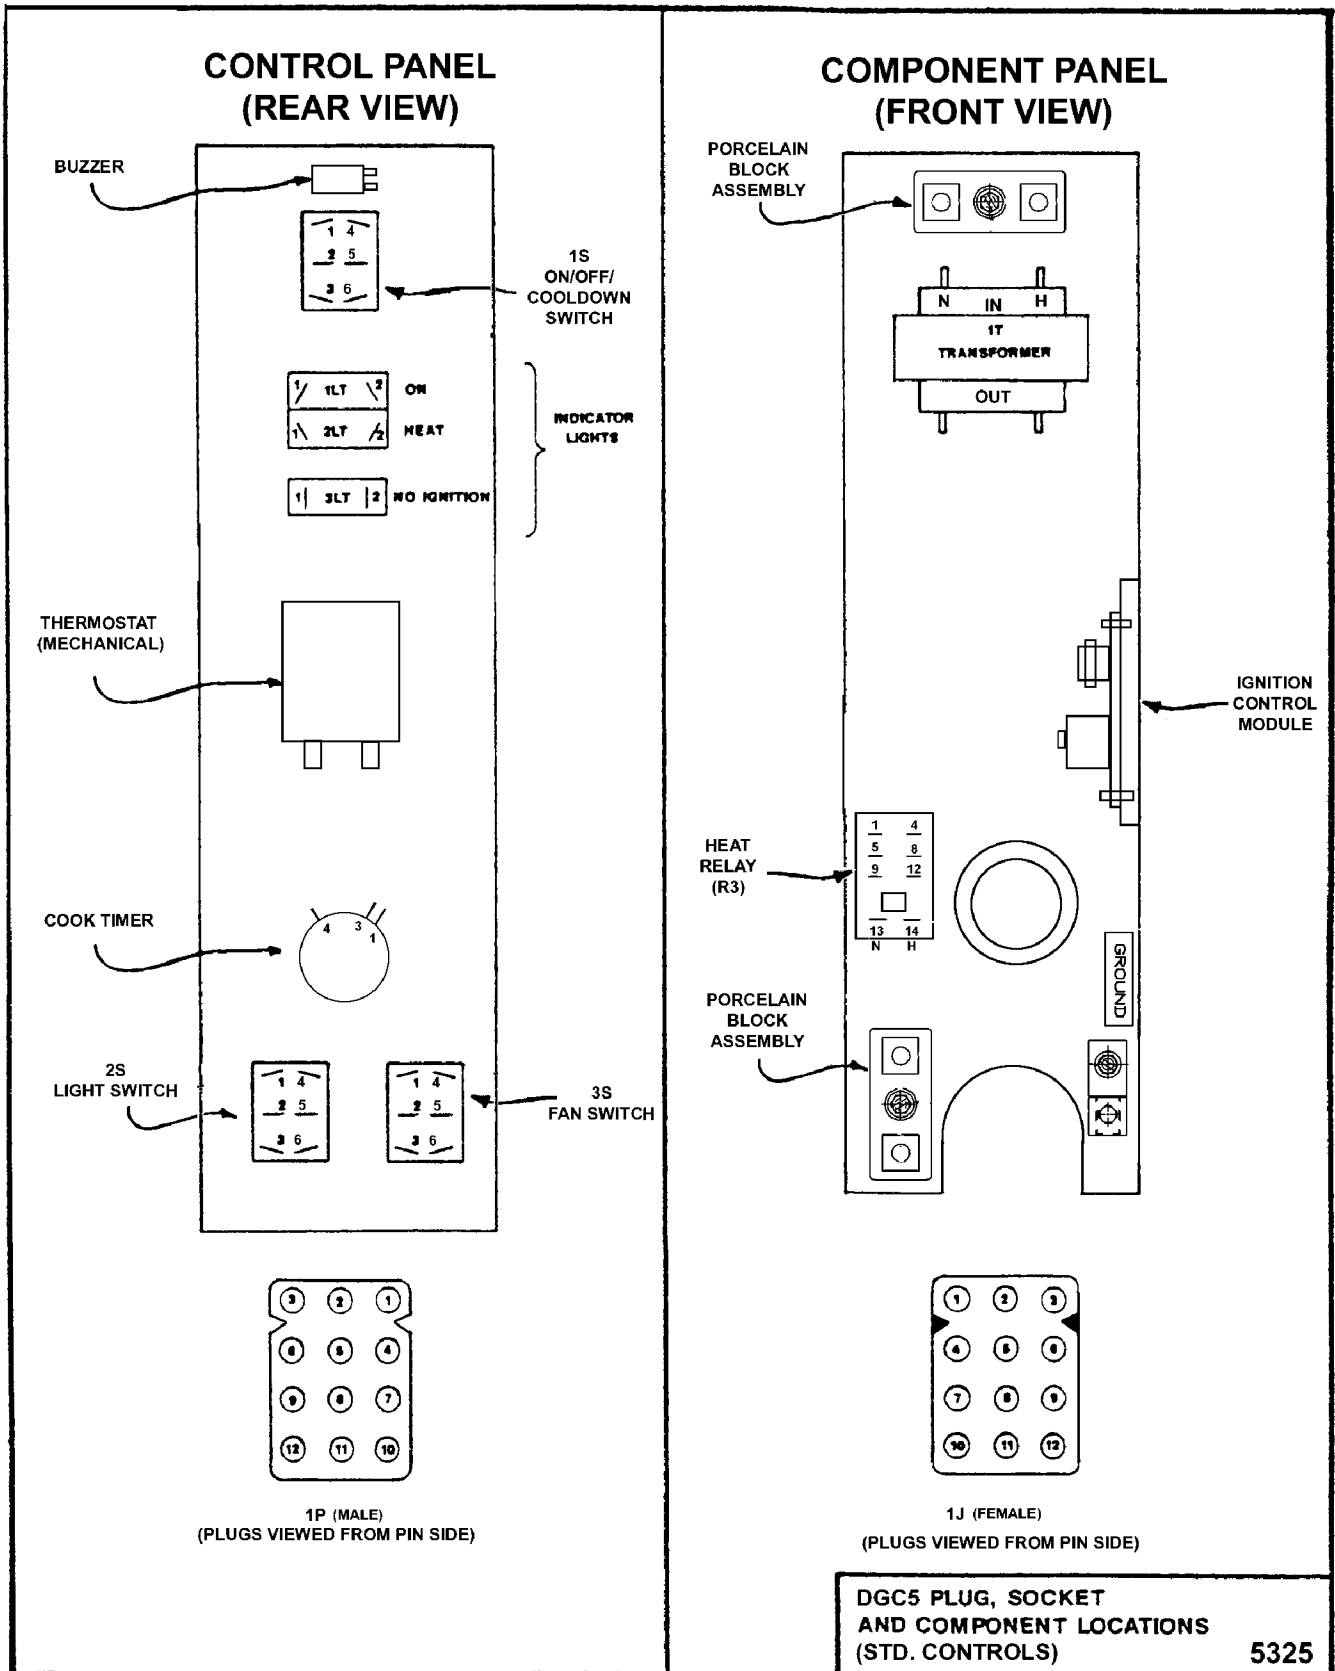 CONTROL PANEL
(REAR VIEW)
BUZZER
1 4
2 5
3 6
1S
ON/OFF/
COOLDOWN
SWITCH
1 1LT 2 ON
1 2LT 2 HEAT
1 3LT 2 NO IGNITION
INDICATOR
LIGHTS
THERMOSTAT
(MECHANICAL)
COOK TIMER
4 3 1
2S
LIGHT SWITCH
1 4
2 5
3 6
1 4
2 5
3 6
3S
FAN SWITCH
3 2 1
6 5 4
9 8 7
12 11 10
1P (MALE)
(PLUGS VIEWED FROM PIN SIDE)
COMPONENT PANEL
(FRONT VIEW)
PORCELAIN
BLOCK
ASSEMBLY
N IN H
1T
TRANSFORMER
OUT
IGNITION
CONTROL
MODULE
HEAT
RELAY
(R3)
1 4
5 8
9 12
13 14
N H
GROUND
PORCELAIN
BLOCK
ASSEMBLY
1 2 3
4 5 6
7 8 9
10 11 12
1J (FEMALE)
(PLUGS VIEWED FROM PIN SIDE)
DGC5 PLUG, SOCKET
AND COMPONENT LOCATIONS
(STD. CONTROLS) 5325